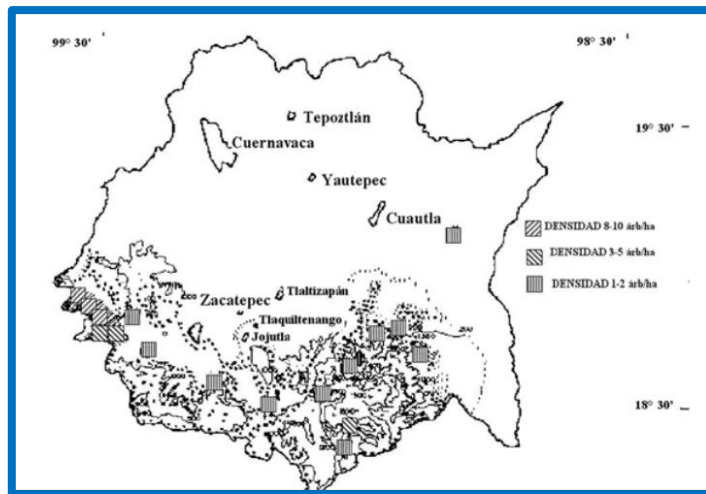 99° 30'
98° 30'
Tepoztlán
19° 30'
Cuernavaca
Yautepec
Cuautla
DENSIDAD 8-10 árb/ha
DENSIDAD 3-5 árb/ha
DENSIDAD 1-2 árb/ha
Tlaltizapán
Zacatepec
Tlaquiltenango
Jojutla
18° 30'